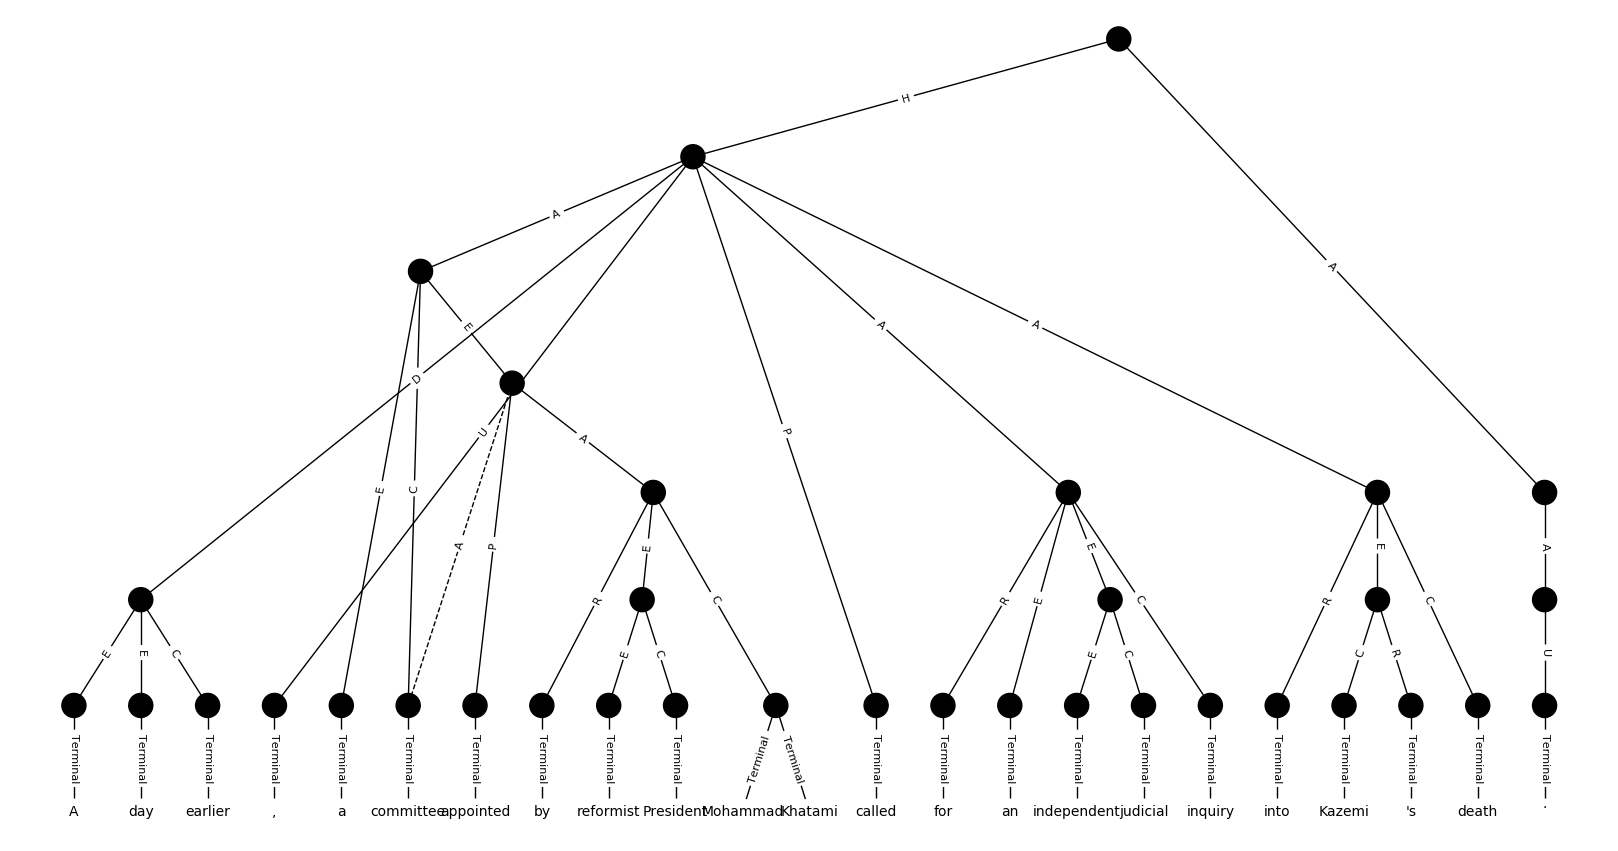 H
A
A
E
D
A
A
P
U
A
E
C
A
P
E
A
R
E
R
E
C
C
R
E
C
A
E
E
C
E
C
E
C
C
R
U
Terminal Terminal Terminal Terminal Terminal Terminal Terminal Terminal Terminal Terminal Terminal Terminal Terminal Terminal Terminal Terminal Terminal Terminal Terminal Terminal Terminal Terminal Terminal
A day earlier , a committee appointed by reformist President Mohammad Khatami called for an independent judicial inquiry into Kazemi 's death .